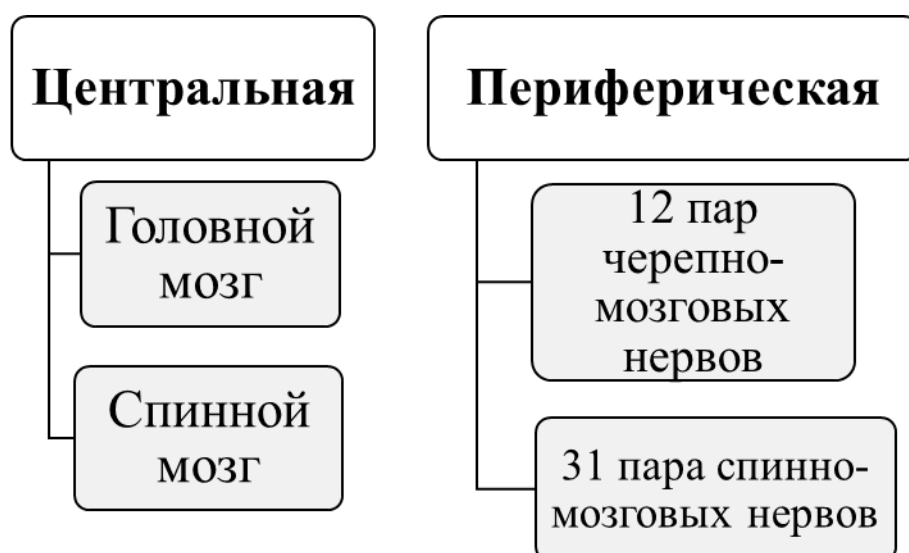 Центральная
Головной
мозг
Спинной
мозг
Периферическая
12 пар
черепно-
мозговых
нервов
31 пара спинно-
мозговых нервов